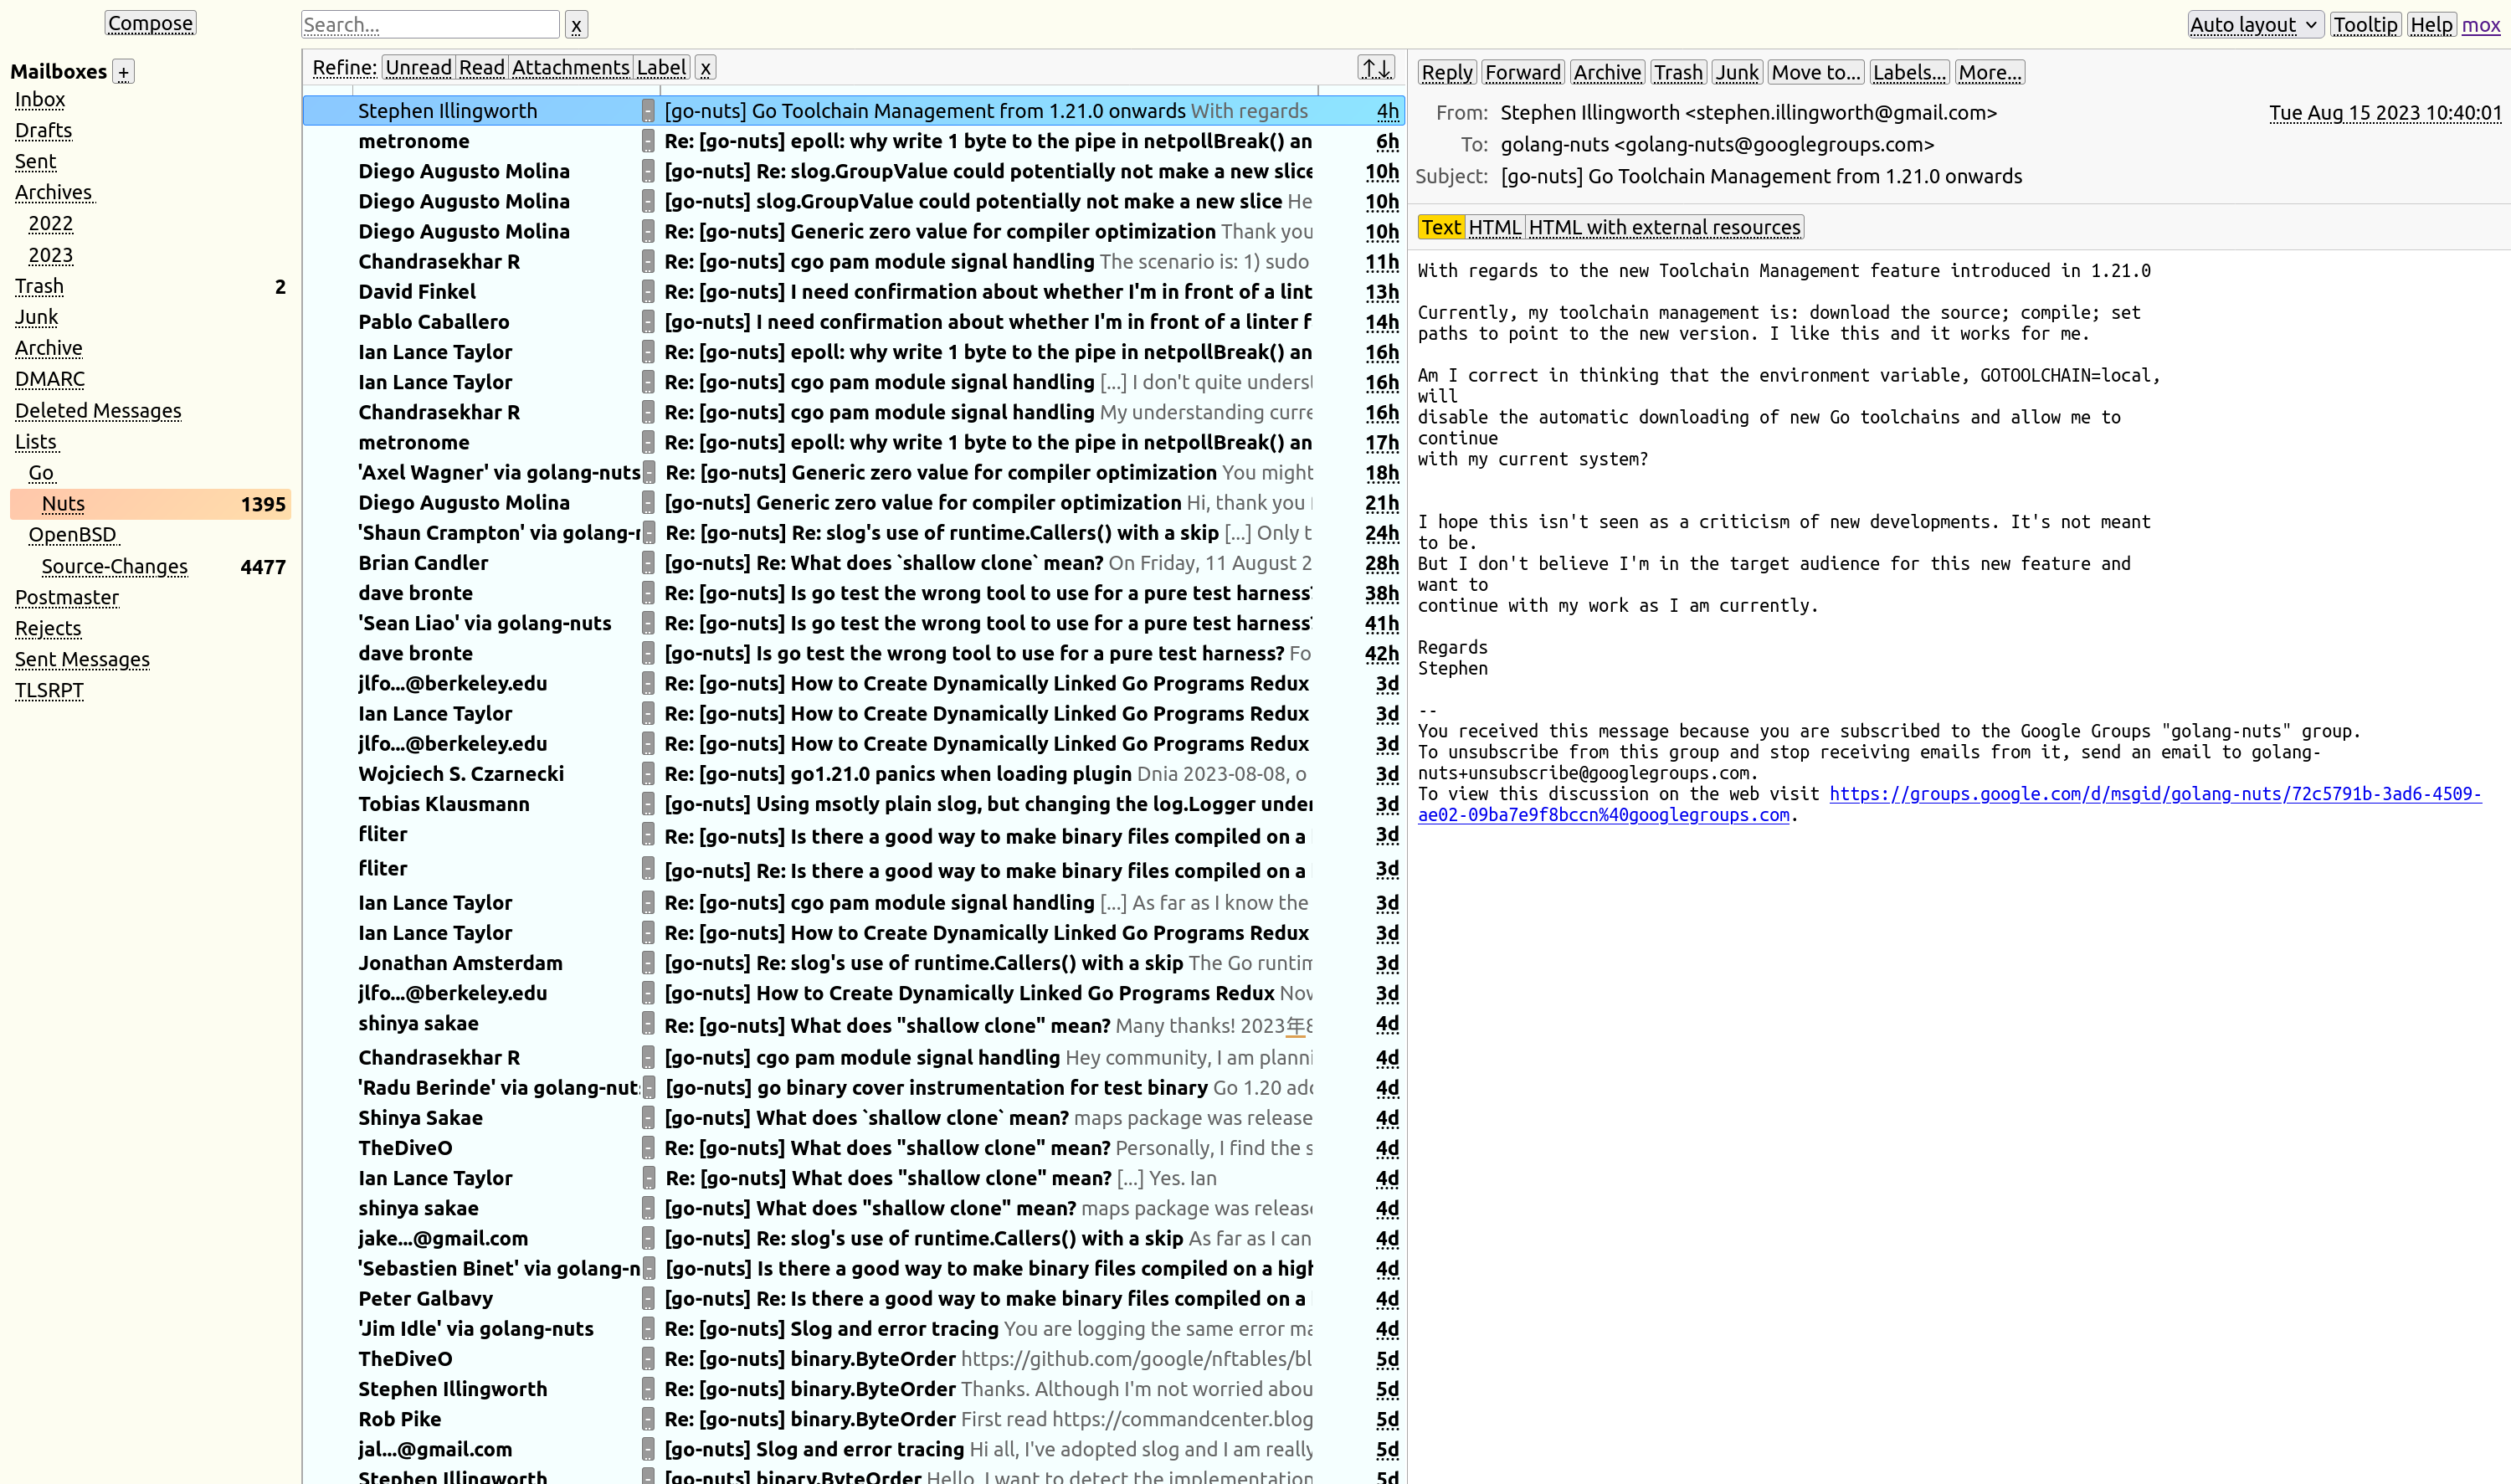 Compose
Search...
x
Auto layout
Tooltip
Help
mox
Mailboxes +
Inbox
Drafts
Sent
Archives
2022
2023
Trash 2
Junk
Archive
DMARC
Deleted Messages
Lists
Go
Nuts 1395
OpenBSD
Source-Changes 4477
Postmaster
Rejects
Sent Messages
TLSRPT
Refine: Unread Read Attachments Label x ↑↓
Stephen Illingworth - [go-nuts] Go Toolchain Management from 1.21.0 onwards With regards 4h
metronome - Re: [go-nuts] epoll: why write 1 byte to the pipe in netpollBreak() an 6h
Diego Augusto Molina - [go-nuts] Re: slog.GroupValue could potentially not make a new slice 10h
Diego Augusto Molina - [go-nuts] slog.GroupValue could potentially not make a new slice He 10h
Diego Augusto Molina - Re: [go-nuts] Generic zero value for compiler optimization Thank you 10h
Chandrasekhar R - Re: [go-nuts] cgo pam module signal handling The scenario is: 1) sudo 11h
David Finkel - Re: [go-nuts] I need confirmation about whether I'm in front of a lint 13h
Pablo Caballero - [go-nuts] I need confirmation about whether I'm in front of a linter f 14h
Ian Lance Taylor - Re: [go-nuts] epoll: why write 1 byte to the pipe in netpollBreak() an 16h
Ian Lance Taylor - Re: [go-nuts] cgo pam module signal handling [...] I don't quite underst 16h
Chandrasekhar R - Re: [go-nuts] cgo pam module signal handling My understanding curre 16h
metronome - Re: [go-nuts] epoll: why write 1 byte to the pipe in netpollBreak() an 17h
'Axel Wagner' via golang-nuts - Re: [go-nuts] Generic zero value for compiler optimization You might 18h
Diego Augusto Molina - [go-nuts] Generic zero value for compiler optimization Hi, thank you 21h
'Shaun Crampton' via golang-r - Re: [go-nuts] Re: slog's use of runtime.Callers() with a skip [...] Only t 24h
Brian Candler - [go-nuts] Re: What does `shallow clone` mean? On Friday, 11 August 2 28h
dave bronte - Re: [go-nuts] Is go test the wrong tool to use for a pure test harness? 38h
'Sean Liao' via golang-nuts - Re: [go-nuts] Is go test the wrong tool to use for a pure test harness? 41h
dave bronte - [go-nuts] Is go test the wrong tool to use for a pure test harness? Fo 42h
jlfo...@berkeley.edu - Re: [go-nuts] How to Create Dynamically Linked Go Programs Redux 3d
Ian Lance Taylor - Re: [go-nuts] How to Create Dynamically Linked Go Programs Redux 3d
jlfo...@berkeley.edu - Re: [go-nuts] How to Create Dynamically Linked Go Programs Redux 3d
Wojciech S. Czarnecki - Re: [go-nuts] go1.21.0 panics when loading plugin Dnia 2023-08-08, o 3d
Tobias Klausmann - [go-nuts] Using msotly plain slog, but changing the log.Logger under 3d
fliter - Re: [go-nuts] Is there a good way to make binary files compiled on a 3d
fliter - [go-nuts] Re: Is there a good way to make binary files compiled on a 3d
Ian Lance Taylor - Re: [go-nuts] cgo pam module signal handling [...] As far as I know the 3d
Ian Lance Taylor - Re: [go-nuts] How to Create Dynamically Linked Go Programs Redux 3d
Jonathan Amsterdam - [go-nuts] Re: slog's use of runtime.Callers() with a skip The Go runtim 3d
jlfo...@berkeley.edu - [go-nuts] How to Create Dynamically Linked Go Programs Redux Now 3d
shinya sakae - Re: [go-nuts] What does "shallow clone" mean? Many thanks! 2023年8 4d
Chandrasekhar R - [go-nuts] cgo pam module signal handling Hey community, I am planni 4d
'Radu Berinde' via golang-nuts - [go-nuts] go binary cover instrumentation for test binary Go 1.20 add 4d
Shinya Sakae - [go-nuts] What does `shallow clone` mean? maps package was release 4d
TheDiveO - Re: [go-nuts] What does "shallow clone" mean? Personally, I find the s 4d
Ian Lance Taylor - Re: [go-nuts] What does "shallow clone" mean? [...] Yes. Ian 4d
shinya sakae - [go-nuts] What does "shallow clone" mean? maps package was release 4d
jake...@gmail.com - [go-nuts] Re: slog's use of runtime.Callers() with a skip As far as I can 4d
'Sebastien Binet' via golang-n - [go-nuts] Is there a good way to make binary files compiled on a high 4d
Peter Galbavy - [go-nuts] Re: Is there a good way to make binary files compiled on a 4d
'Jim Idle' via golang-nuts - Re: [go-nuts] Slog and error tracing You are logging the same error ma 4d
TheDiveO - Re: [go-nuts] binary.ByteOrder https://github.com/google/nftables/bl 5d
Stephen Illingworth - Re: [go-nuts] binary.ByteOrder Thanks. Although I'm not worried abou 5d
Rob Pike - Re: [go-nuts] binary.ByteOrder First read https://commandcenter.blog 5d
jal...@gmail.com - [go-nuts] Slog and error tracing Hi all, I've adopted slog and I am really 5d
Stephen Illingworth - [go-nuts] binary.ByteOrder Hello, I want to detect the implementation 5d
Reply Forward Archive Trash Junk Move to... Labels... More...
From: Stephen Illingworth <stephen.illingworth@gmail.com> Tue Aug 15 2023 10:40:01
To: golang-nuts <golang-nuts@googlegroups.com>
Subject: [go-nuts] Go Toolchain Management from 1.21.0 onwards
Text HTML HTML with external resources
With regards to the new Toolchain Management feature introduced in 1.21.0
Currently, my toolchain management is: download the source; compile; set
paths to point to the new version. I like this and it works for me.
Am I correct in thinking that the environment variable, GOTOOLCHAIN=local,
will
disable the automatic downloading of new Go toolchains and allow me to
continue
with my current system?
I hope this isn't seen as a criticism of new developments. It's not meant
to be.
But I don't believe I'm in the target audience for this new feature and
want to
continue with my work as I am currently.
Regards
Stephen
--
You received this message because you are subscribed to the Google Groups "golang-nuts" group.
To unsubscribe from this group and stop receiving emails from it, send an email to golang-
nuts+unsubscribe@googlegroups.com.
To view this discussion on the web visit https://groups.google.com/d/msgid/golang-nuts/72c5791b-3ad6-4509-
ae02-09ba7e9f8bccn%40googlegroups.com.